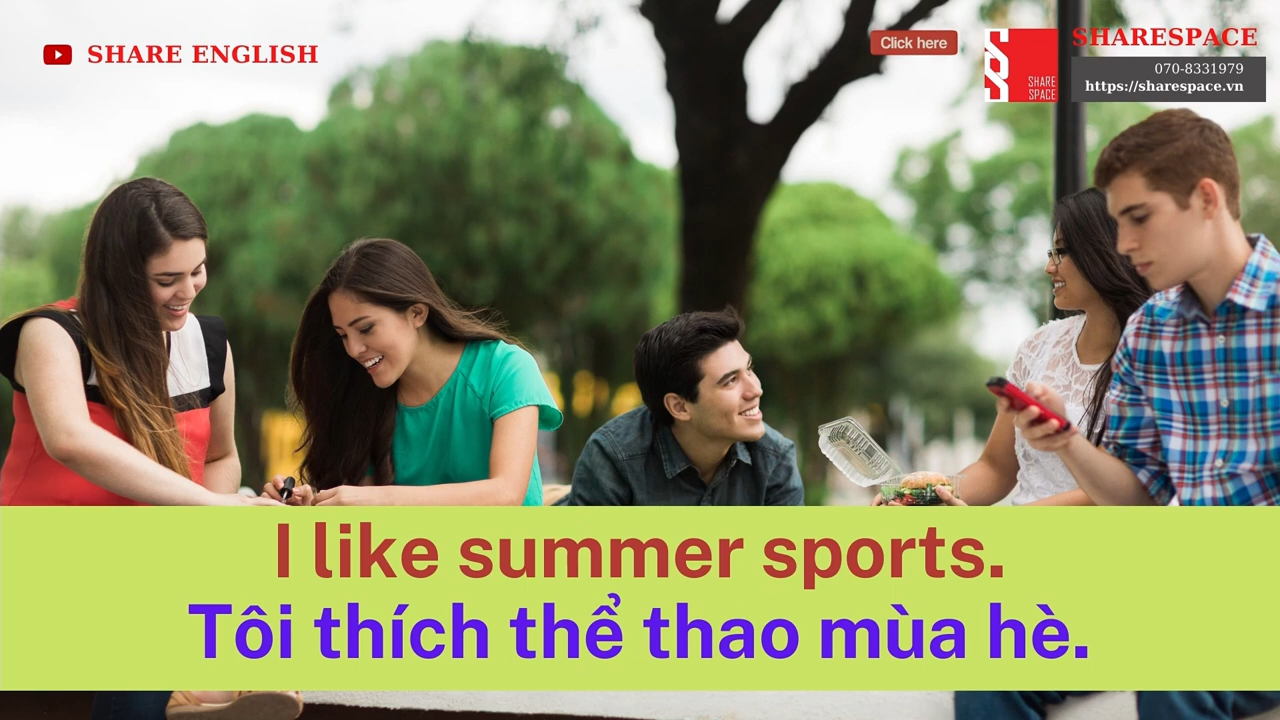 SHARE ENGLISH
Click here
SHARE
SPACE
SHARESPACE
070-8331979
https://sharespace.vn
I like summer sports.
Tôi thích thể thao mùa hè.